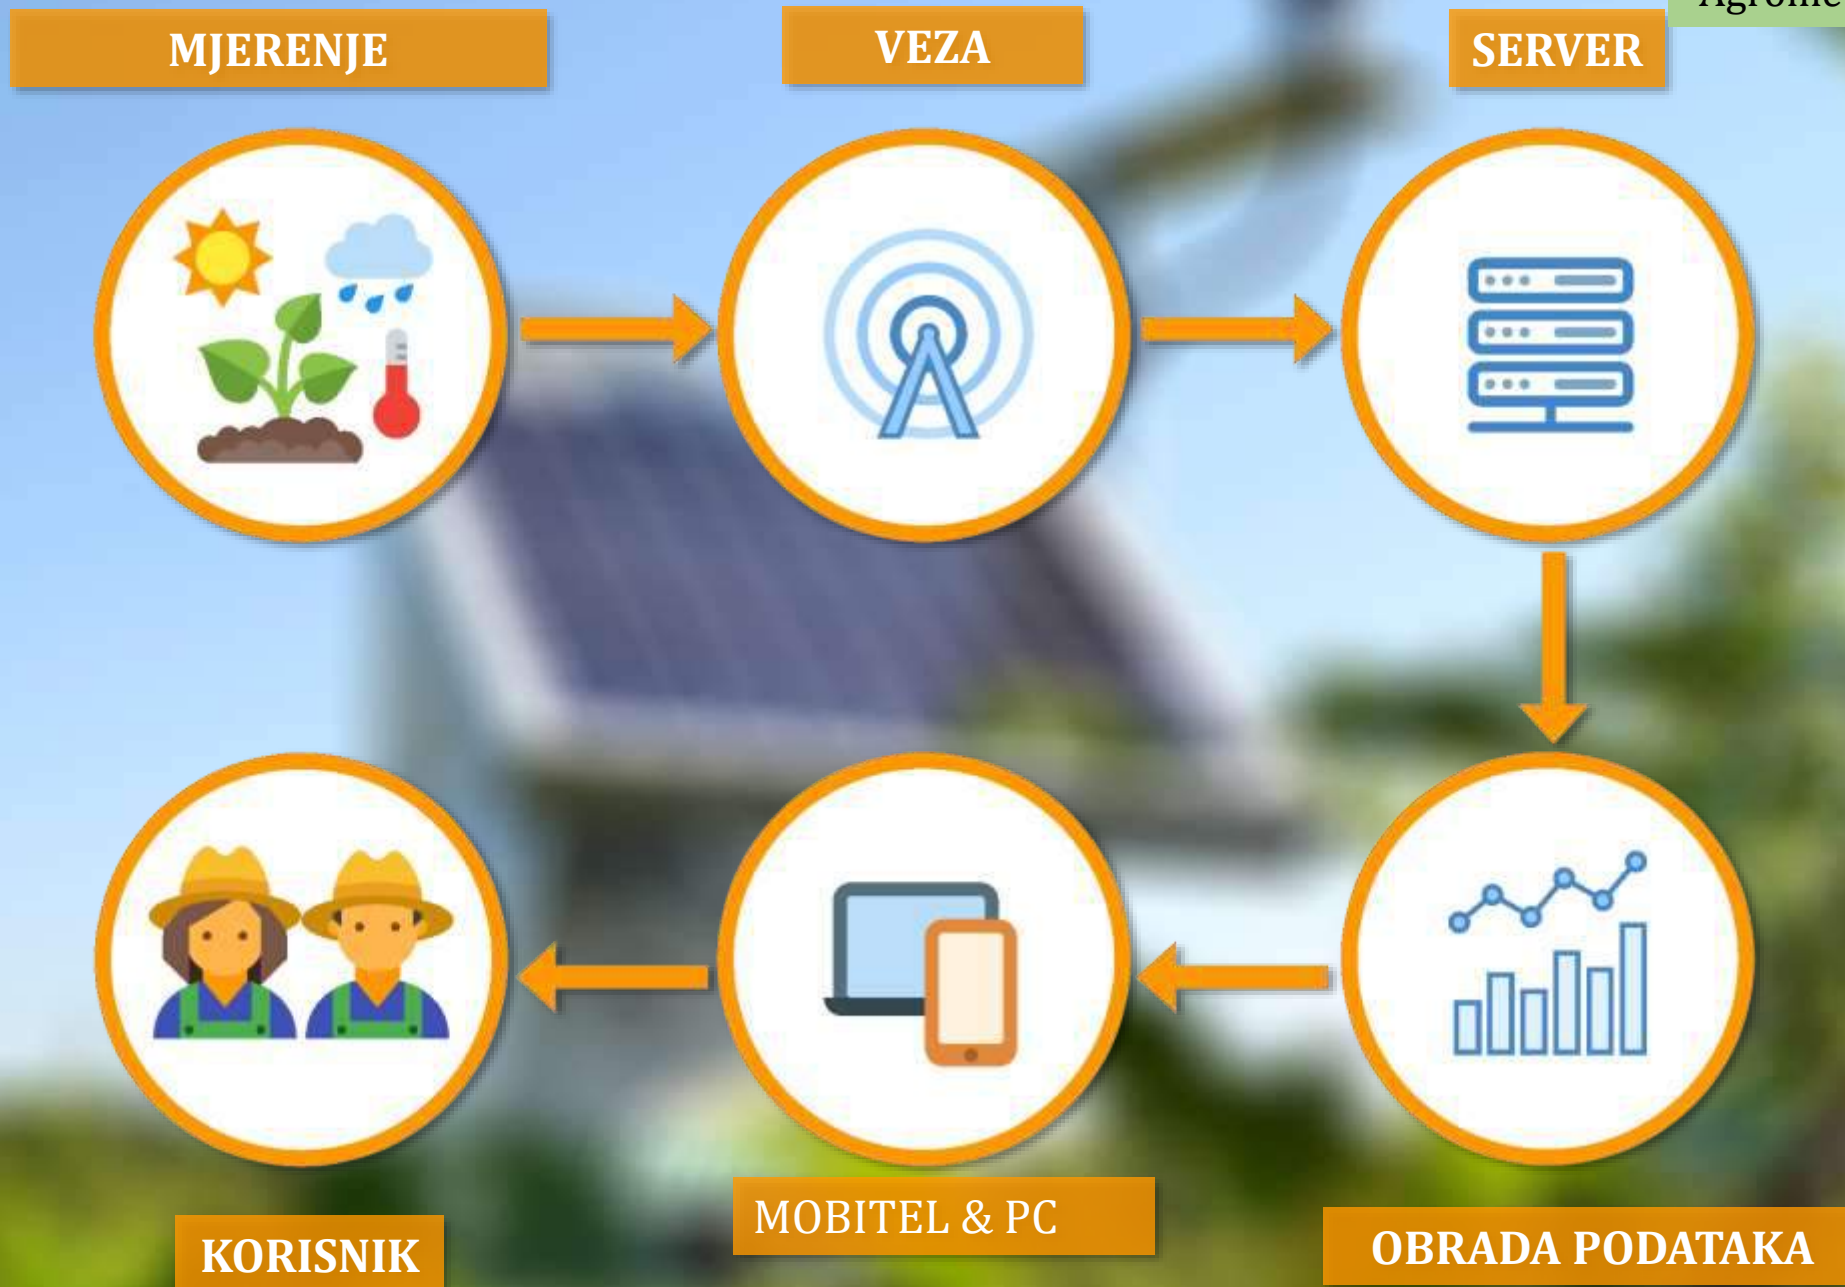 MJERENJE
VEZA
SERVER
KORISNIK
MOBITEL & PC
OBRADA PODATAKA